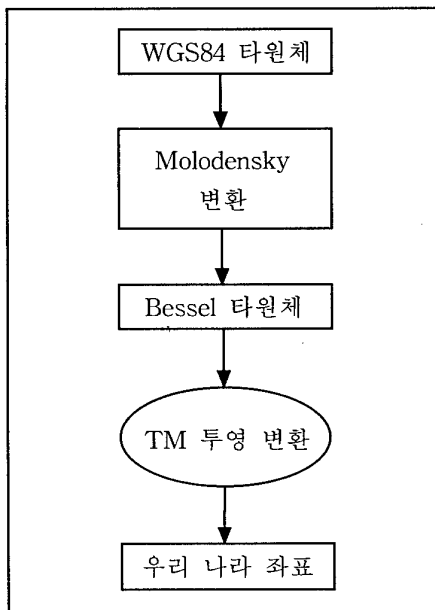 WGS84 타원체
Molodensky
변환
Bessel 타원체
TM 투영 변환
우리 나라 좌표